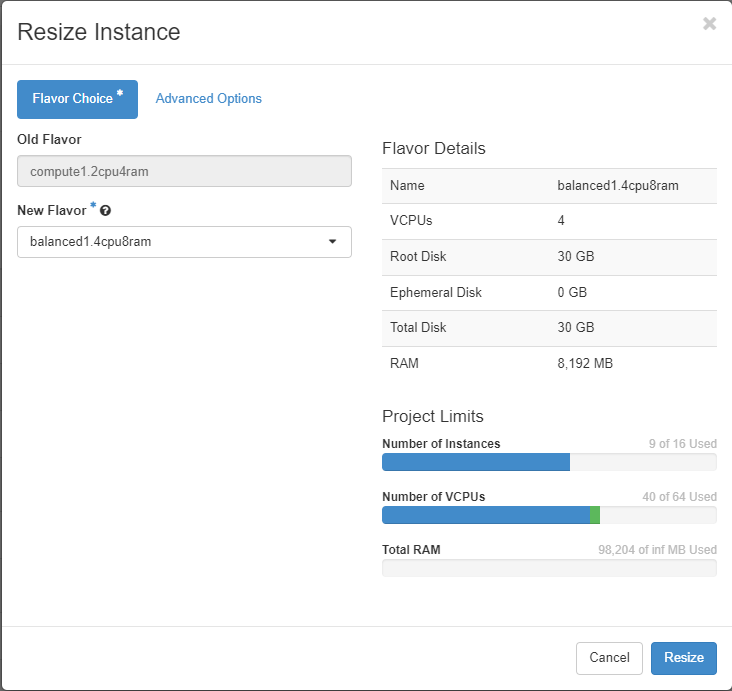 Resize Instance
×
Flavor Choice *
Advanced Options
Old Flavor
compute1.2cpu4ram
New Flavor *
balanced1.4cpu8ram
Flavor Details
Name balanced1.4cpu8ram
VCPUs 4
Root Disk 30 GB
Ephemeral Disk 0 GB
Total Disk 30 GB
RAM 8,192 MB
Project Limits
Number of Instances 9 of 16 Used
Number of VCPUs 40 of 64 Used
Total RAM 98,204 of inf MB Used
Cancel
Resize